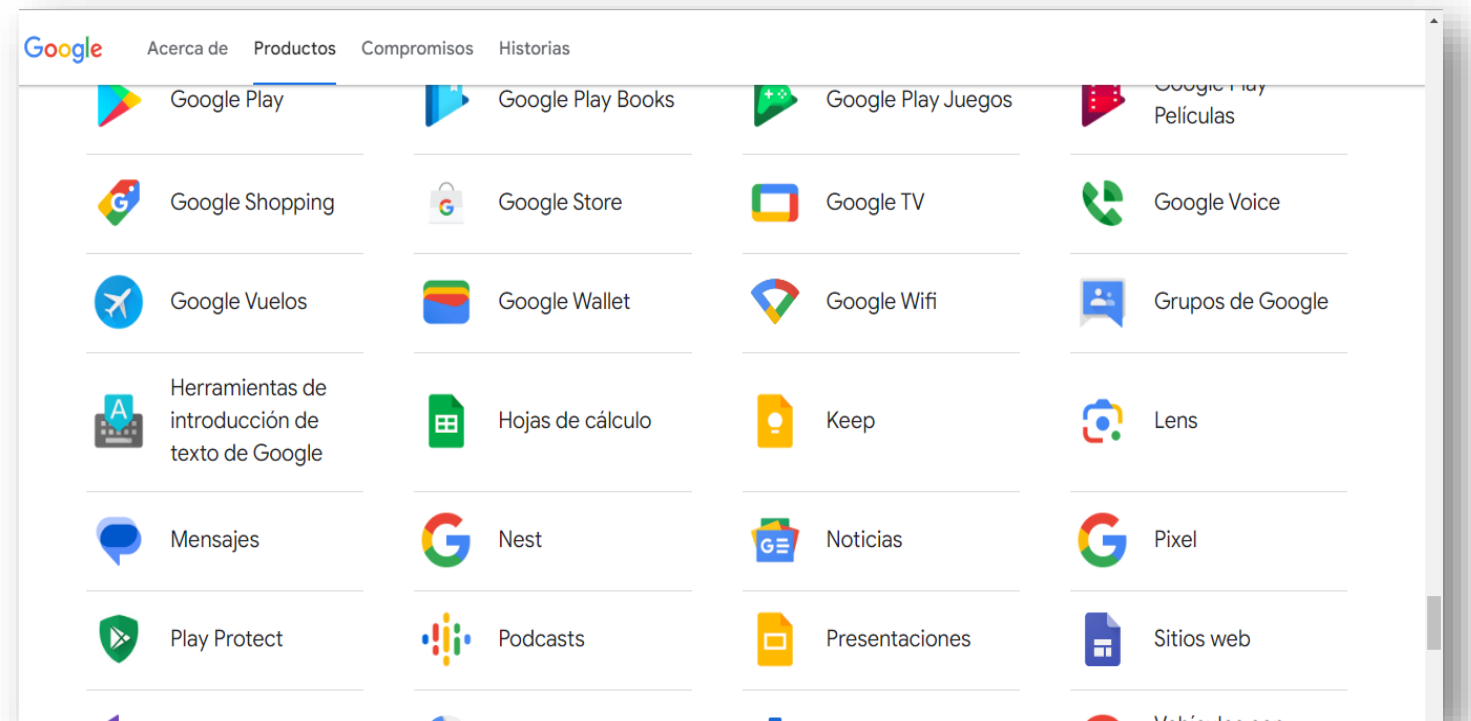 Google Acerca de Productos Compromisos Historias
Google Play
Google Play Books
Google Play Juegos
Google Play
Películas
Google Shopping
Google Store
Google TV
Google Voice
Google Vuelos
Google Wallet
Google Wifi
Grupos de Google
Herramientas de
introducción de
texto de Google
Hojas de cálculo
Keep
Lens
Mensajes
Nest
Noticias
Pixel
Play Protect
Podcasts
Presentaciones
Sitios web